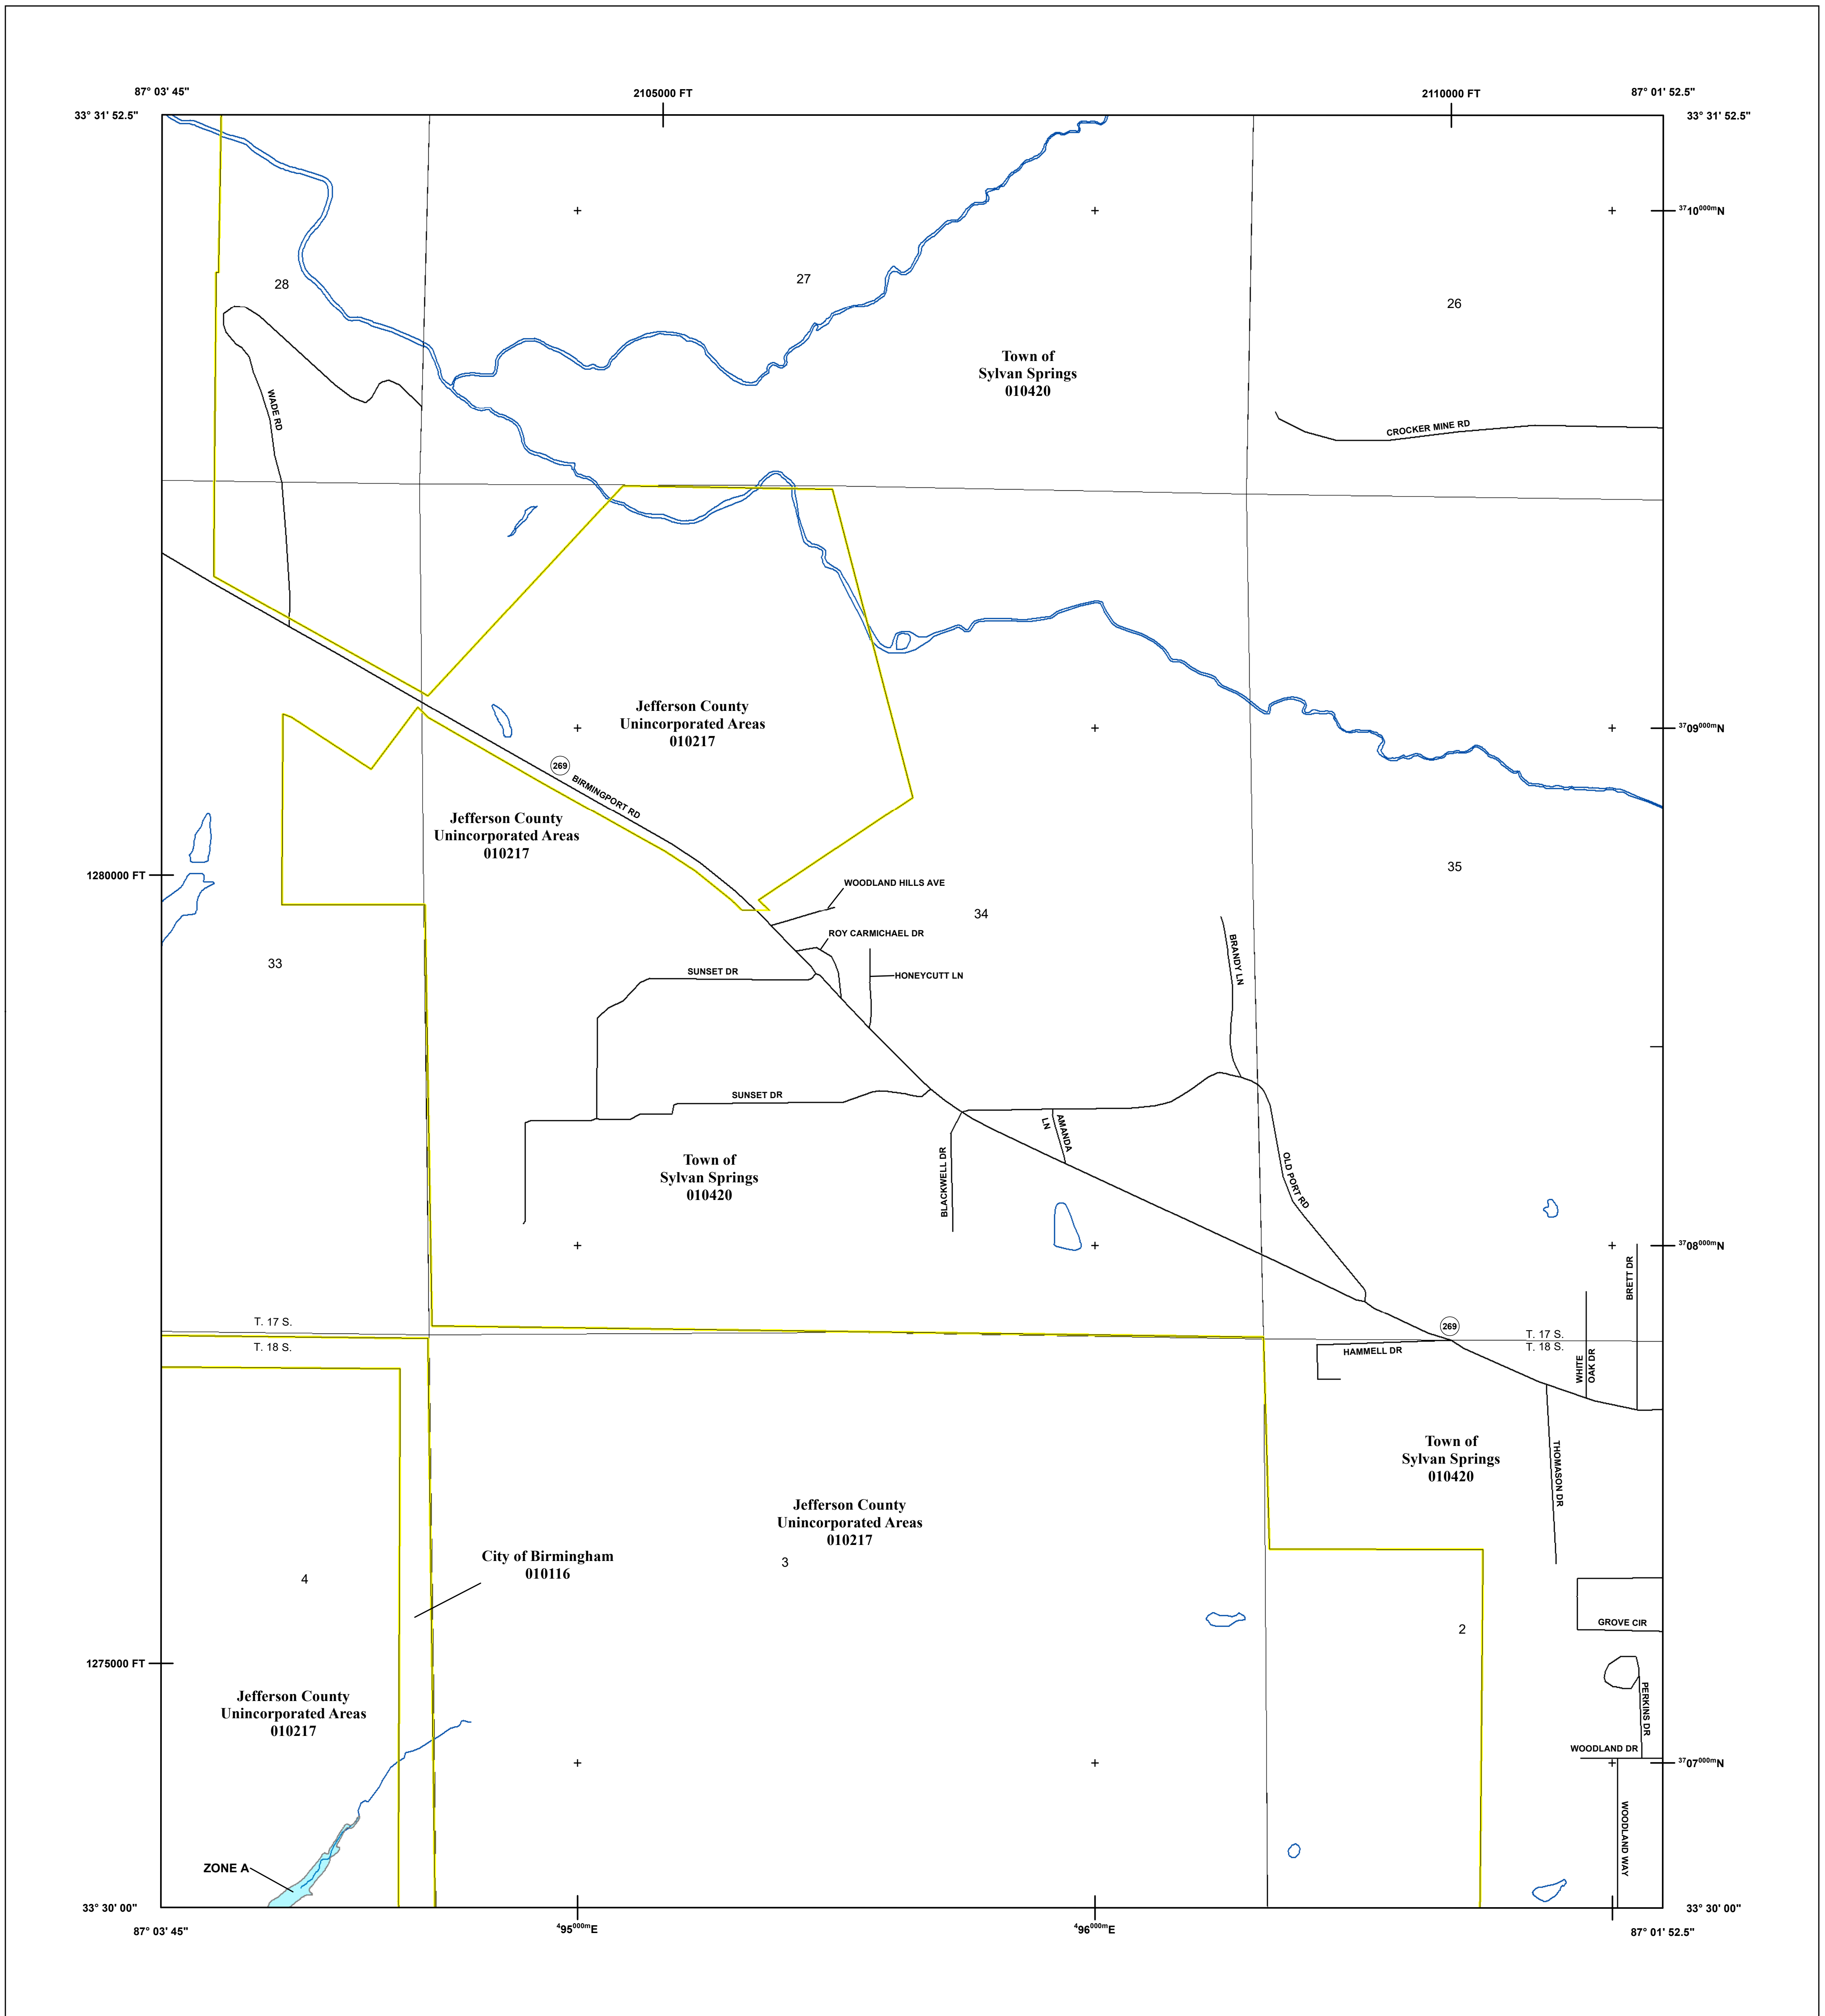 87° 03' 45"
2105000 FT
2110000 FT
87° 01' 52.5"
33° 31' 52.5"
33° 31' 52.5"
3710000mN
28
27
26
Town of
Sylvan Springs
010420
WADE RD
CROCKER MINE RD
Jefferson County
Unincorporated Areas
010217
3709000mN
269
BIRMINGPORT RD
Jefferson County
Unincorporated Areas
010217
1280000 FT
35
WOODLAND HILLS AVE
34
ROY CARMICHAEL DR
33
SUNSET DR
HONEYCUTT LN
BRANDY LN
SUNSET DR
AMANDA
LN
Town of
Sylvan Springs
010420
BLACKWELL DR
OLD PORT RD
3708000mN
BRETT DR
T. 17 S.
T. 18 S.
269
T. 17 S.
T. 18 S.
HAMMELL DR
WHITE
OAK DR
Town of
Sylvan Springs
010420
THOMASON DR
Jefferson County
Unincorporated Areas
010217
City of Birmingham
010116
3
4
2
GROVE CIR
1275000 FT
Jefferson County
Unincorporated Areas
010217
PERKINS DR
WOODLAND DR
3707000mN
WOODLAND WAY
ZONE A
33° 30' 00"
33° 30' 00"
87° 03' 45"
495000mE
496000mE
87° 01' 52.5"